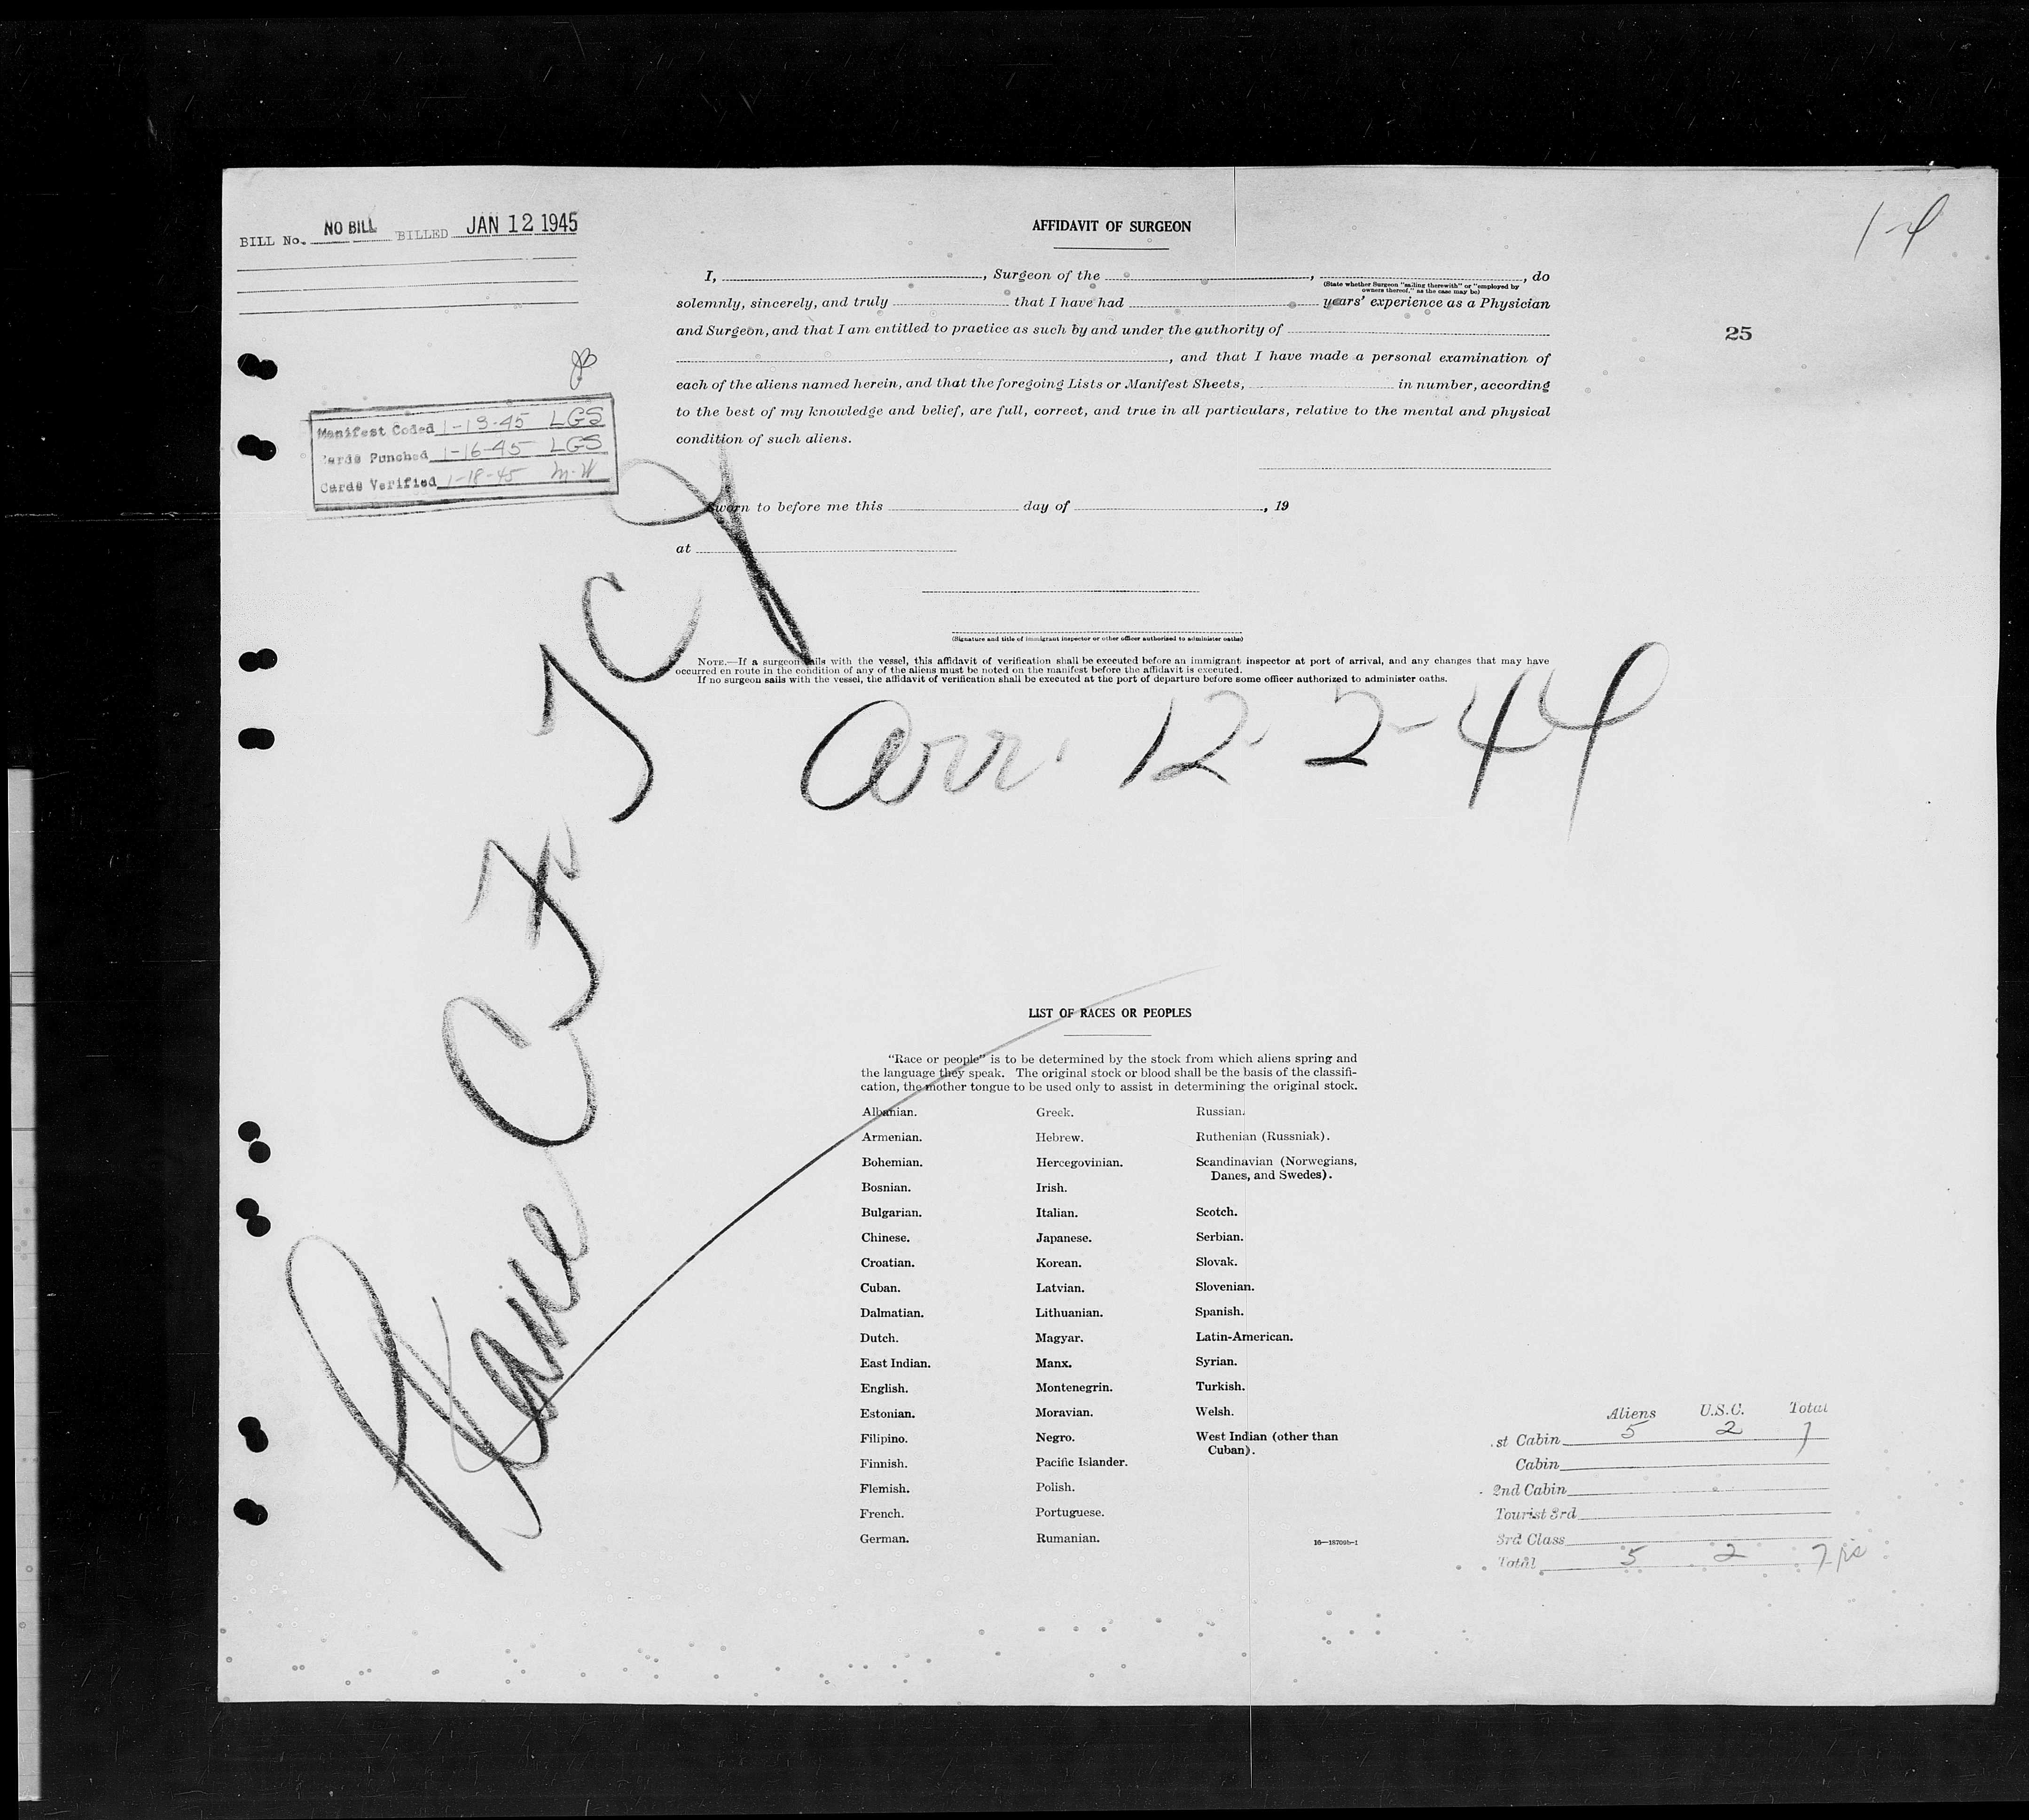 BILL No. NO BILL BILLED JAN 12 1945
1-4
25
Manifest Coded 1-13-45 LGS
Cards Punched 1-16-45 LGS
Cards Verified 1-18-45 M-W
AFFIDAVIT OF SURGEON
I, , Surgeon of the , , do
(State whether Surgeon "sailing therewith" or "employed by
owners thereof," as the case may be)
solemnly, sincerely, and truly that I have had years' experience as a Physician
and Surgeon, and that I am entitled to practice as such by and under the authority of
, and that I have made a personal examination of
each of the aliens named herein, and that the foregoing Lists or Manifest Sheets, in number, according
to the best of my knowledge and belief, are full, correct, and true in all particulars, relative to the mental and physical
condition of such aliens.
Sworn to before me this day of , 19
at
(Signature and title of immigrant inspector or other officer authorized to administer oaths)
NOTE.—If a surgeon sails with the vessel, this affidavit of verification shall be executed before an immigrant inspector at port of arrival, and any changes that may have
occurred en route in the condition of any of the aliens must be noted on the manifest before the affidavit is executed.
If no surgeon sails with the vessel, the affidavit of verification shall be executed at the port of departure before some officer authorized to administer oaths.
arr. 12-2-44
LIST OF RACES OR PEOPLES
"Race or people" is to be determined by the stock from which aliens spring and
the language they speak. The original stock or blood shall be the basis of the classifi-
cation, the mother tongue to be used only to assist in determining the original stock.
Albanian.
Armenian.
Bohemian.
Bosnian.
Bulgarian.
Chinese.
Croatian.
Cuban.
Dalmatian.
Dutch.
East Indian.
English.
Estonian.
Filipino.
Finnish.
Flemish.
French.
German.
Greek.
Hebrew.
Hercegovinian.
Irish.
Italian.
Japanese.
Korean.
Latvian.
Lithuanian.
Magyar.
Manx.
Montenegrin.
Moravian.
Negro.
Pacific Islander.
Polish.
Portuguese.
Rumanian.
Russian.
Ruthenian (Russniak).
Scandinavian (Norwegians,
Danes, and Swedes).
Scotch.
Serbian.
Slovak.
Slovenian.
Spanish.
Latin-American.
Syrian.
Turkish.
Welsh.
West Indian (other than
Cuban).
16—18709b-1
Aliens U.S.C. Total
st Cabin 5 2 7
Cabin
2nd Cabin
Tourist 3rd
3rd Class
Total 5 2 7